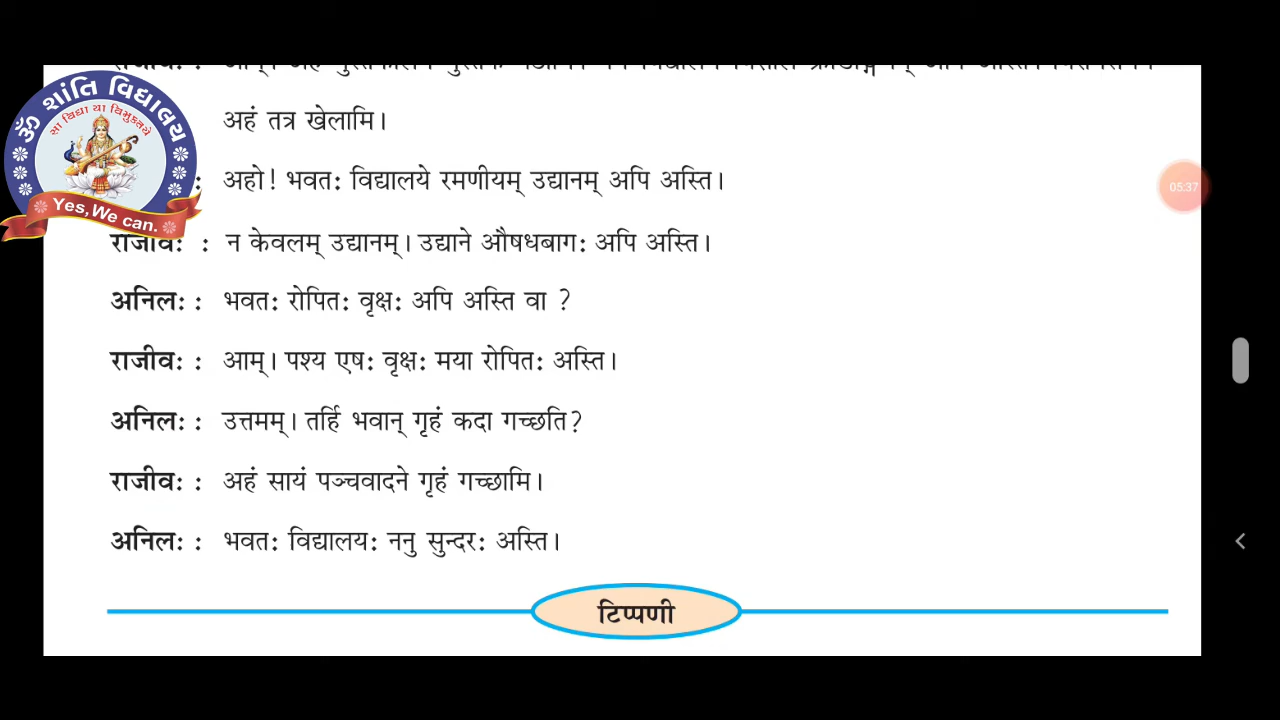 ॐ शांति विद्यालय
सा विद्या या विमुक्तये
Yes, We can.
अहं तत्र खेलामि।
: अहो! भवतः विद्यालये रमणीयम् उद्यानम् अपि अस्ति।
राजीवः : न केवलम् उद्यानम्। उद्याने औषधबागः अपि अस्ति।
अनिलः : भवतः रोपितः वृक्षः अपि अस्ति वा ?
राजीवः : आम्। पश्य एषः वृक्षः मया रोपितः अस्ति।
अनिलः : उत्तमम्। तर्हि भवान् गृहं कदा गच्छति?
राजीवः : अहं सायं पञ्चवादने गृहं गच्छामि।
अनिलः : भवतः विद्यालयः ननु सुन्दरः अस्ति।
टिप्पणी
05:37